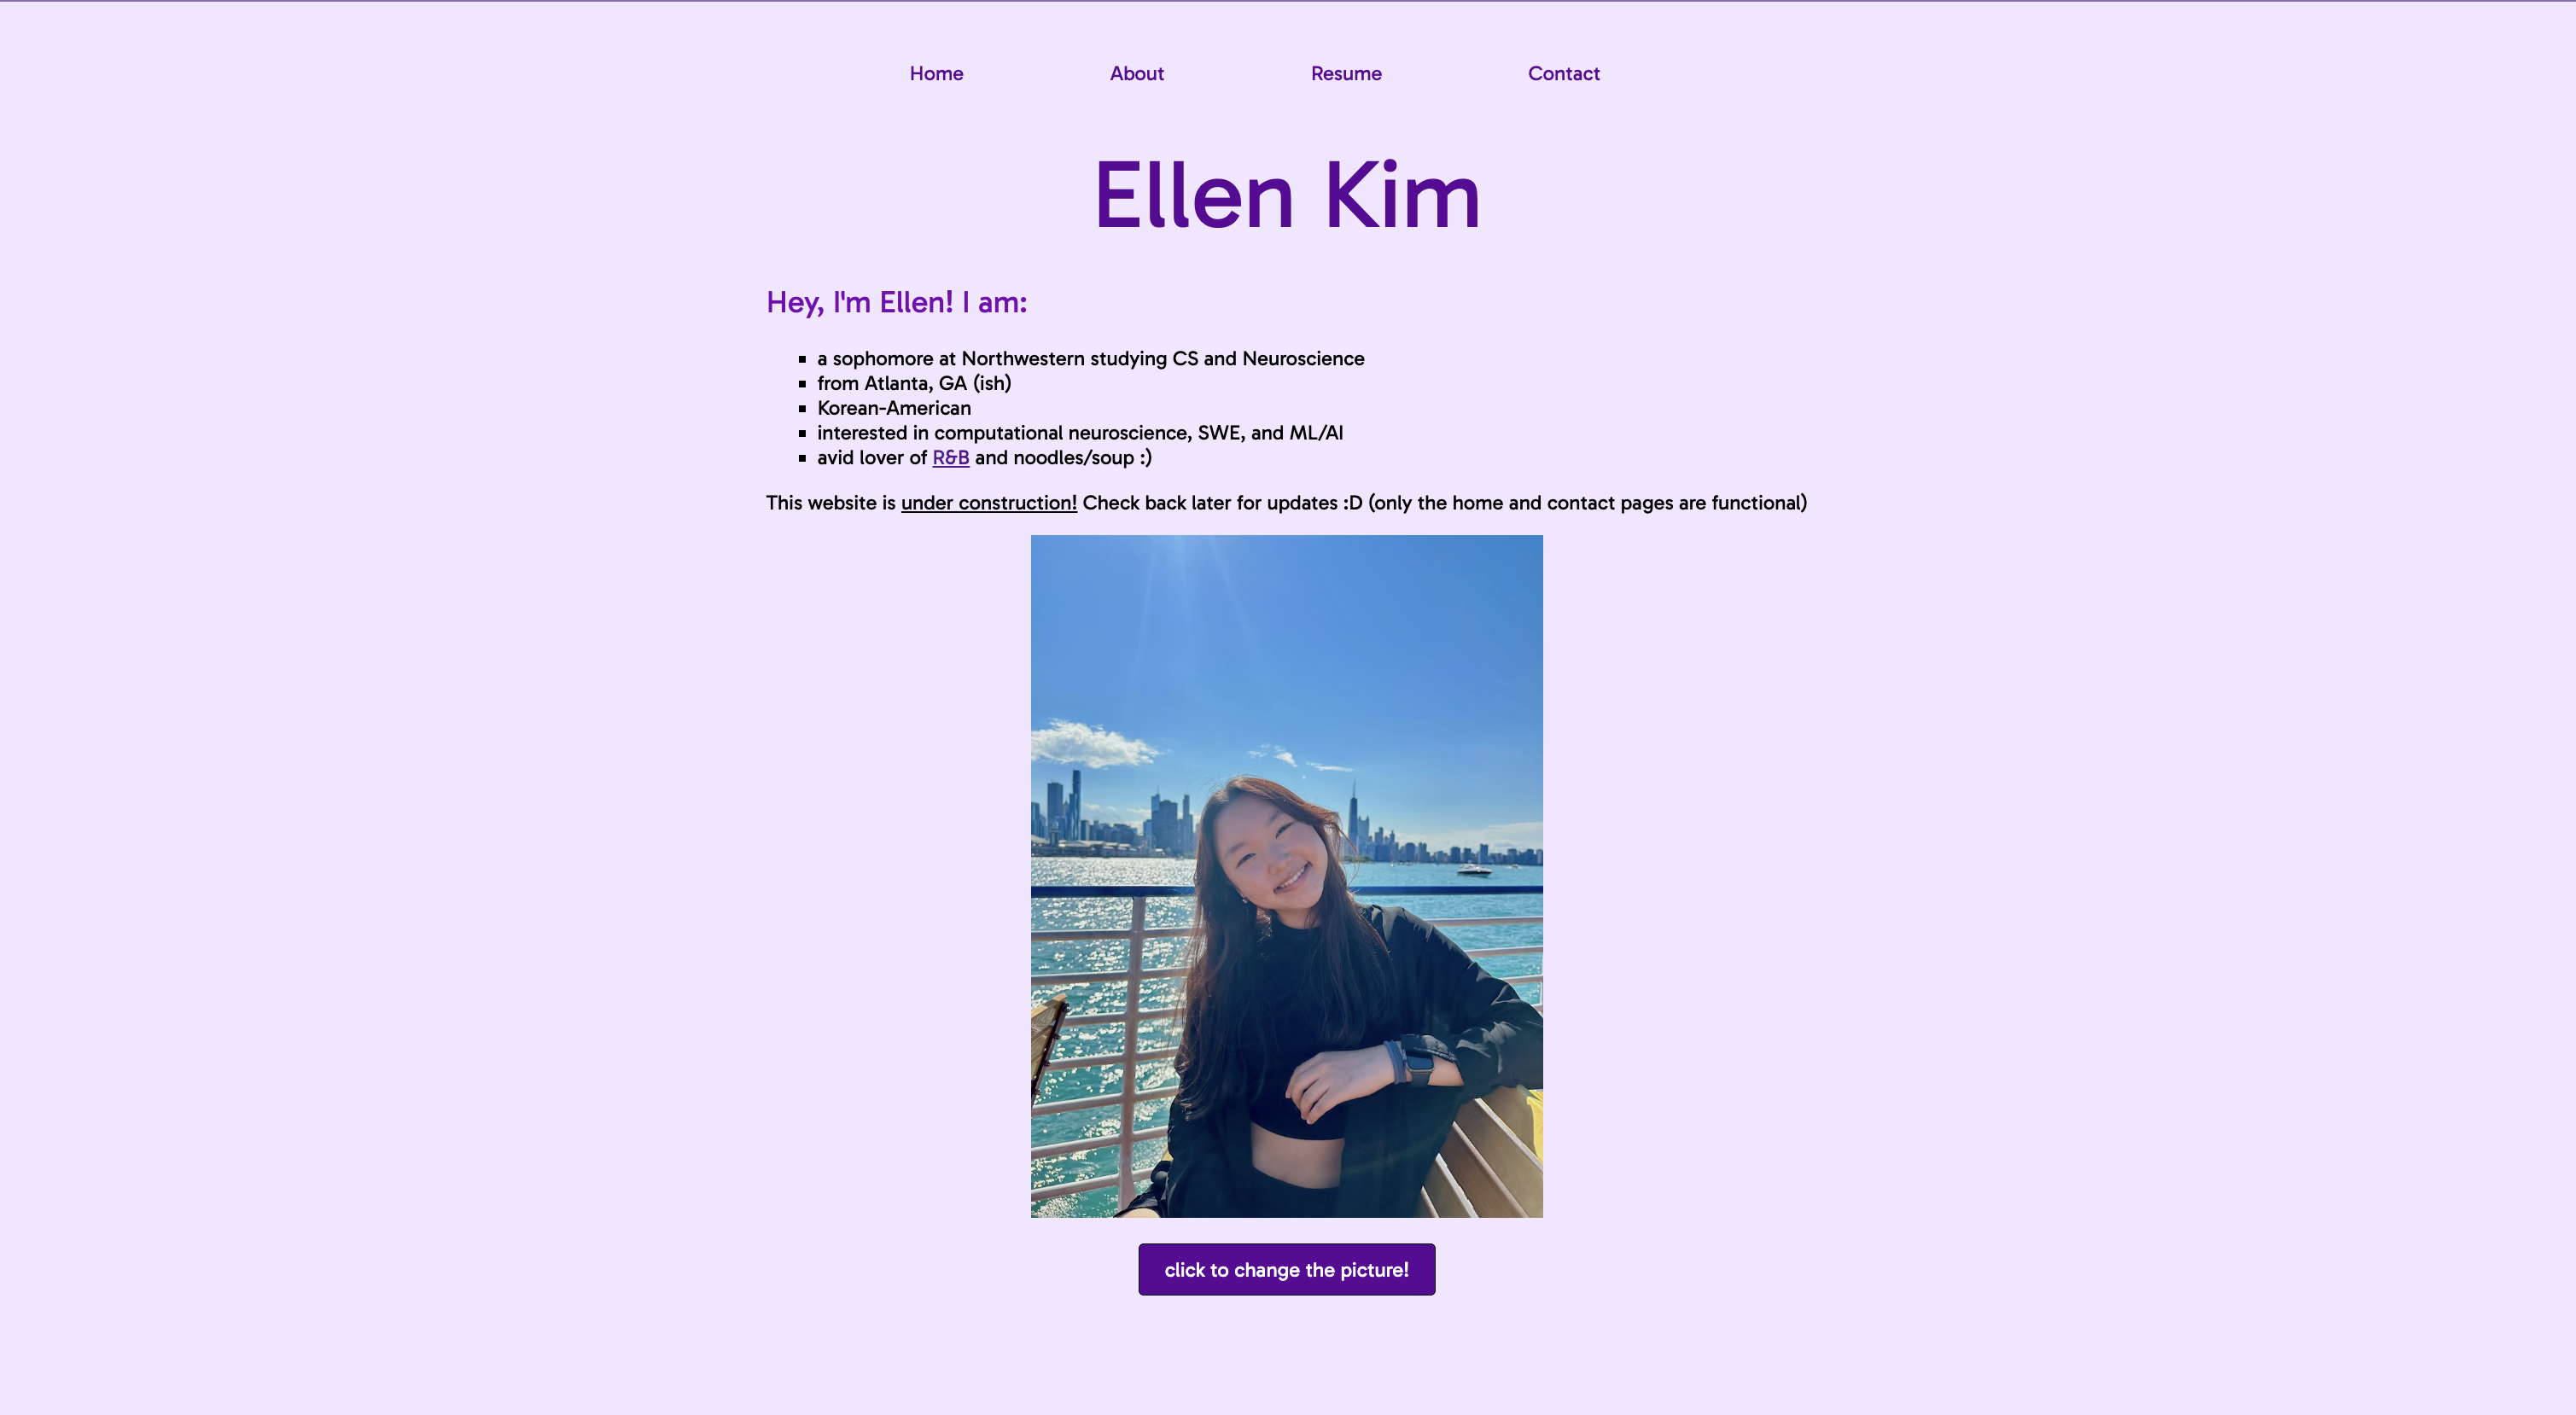 Home About Resume Contact
Ellen Kim
Hey, I'm Ellen! I am:
a sophomore at Northwestern studying CS and Neuroscience
from Atlanta, GA (ish)
Korean-American
interested in computational neuroscience, SWE, and ML/AI
avid lover of R&B and noodles/soup :)
This website is under construction! Check back later for updates :D (only the home and contact pages are functional)
click to change the picture!